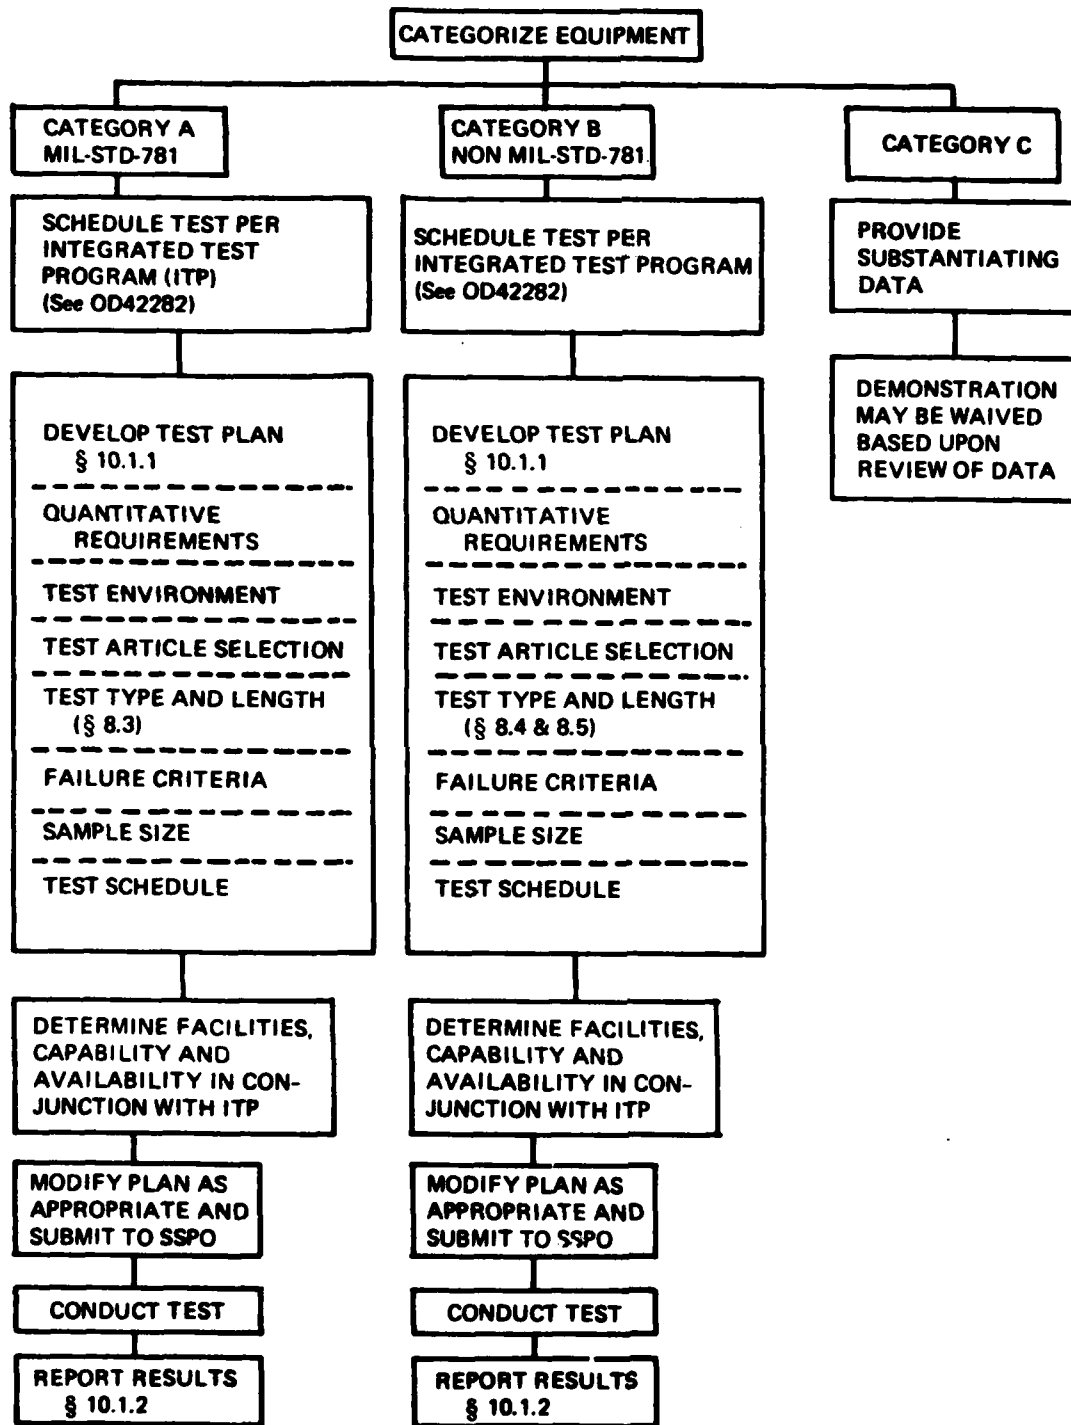 CATEGORIZE EQUIPMENT
CATEGORY A
MIL-STD-781
SCHEDULE TEST PER
INTEGRATED TEST
PROGRAM (ITP)
(See OD42282)
DEVELOP TEST PLAN
§ 10.1.1
QUANTITATIVE
REQUIREMENTS
TEST ENVIRONMENT
TEST ARTICLE SELECTION
TEST TYPE AND LENGTH
(§ 8.3)
FAILURE CRITERIA
SAMPLE SIZE
TEST SCHEDULE
DETERMINE FACILITIES,
CAPABILITY AND
AVAILABILITY IN CON-
JUNCTION WITH ITP
MODIFY PLAN AS
APPROPRIATE AND
SUBMIT TO SSPO
CONDUCT TEST
REPORT RESULTS
§ 10.1.2
CATEGORY B
NON MIL-STD-781
SCHEDULE TEST PER
INTEGRATED TEST PROGRAM
(See OD42282)
DEVELOP TEST PLAN
§ 10.1.1
QUANTITATIVE
REQUIREMENTS
TEST ENVIRONMENT
TEST ARTICLE SELECTION
TEST TYPE AND LENGTH
(§ 8.4 & 8.5)
FAILURE CRITERIA
SAMPLE SIZE
TEST SCHEDULE
DETERMINE FACILITIES,
CAPABILITY AND
AVAILABILITY IN CON-
JUNCTION WITH ITP
MODIFY PLAN AS
APPROPRIATE AND
SUBMIT TO SSPO
CONDUCT TEST
REPORT RESULTS
§ 10.1.2
CATEGORY C
PROVIDE
SUBSTANTIATING
DATA
DEMONSTRATION
MAY BE WAIVED
BASED UPON
REVIEW OF DATA